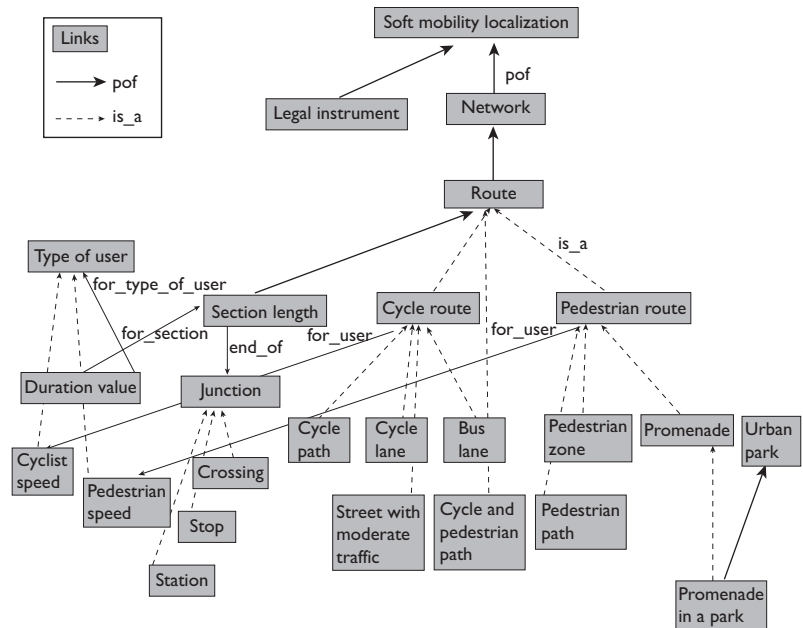 Soft mobility localization
Links
pof
is_a
pof
Legal instrument
Network
Route
is_a
Type of user
for_type_of_user
Section length
Cycle route
Pedestrian route
for_section
for_user
for_user
end_of
Duration value
Junction
Cycle
path
Cycle
lane
Bus
lane
Pedestrian
zone
Promenade
Urban
park
Cyclist
speed
Crossing
Pedestrian
speed
Stop
Street with
moderate
traffic
Cycle and
pedestrian
path
Pedestrian
path
Station
Promenade
in a park